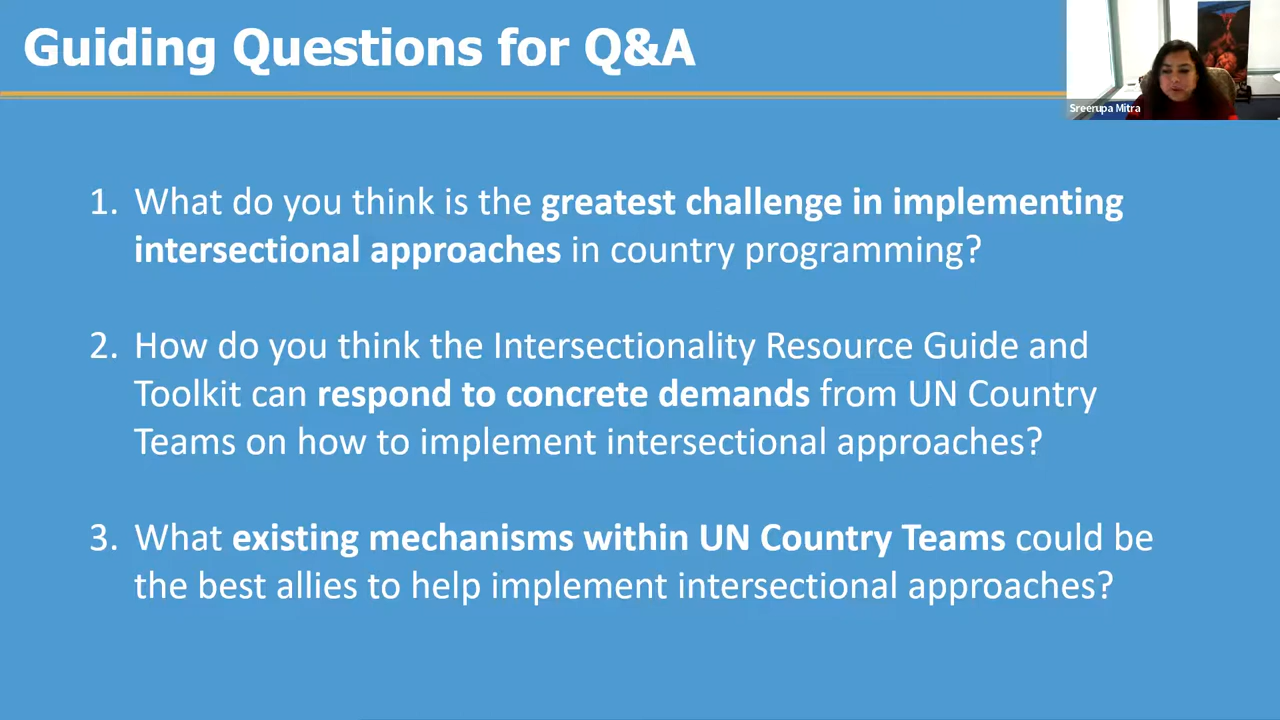 Guiding Questions for Q&A
Sreerupa Mitra
1. What do you think is the greatest challenge in implementing
intersectional approaches in country programming?
2. How do you think the Intersectionality Resource Guide and
Toolkit can respond to concrete demands from UN Country
Teams on how to implement intersectional approaches?
3. What existing mechanisms within UN Country Teams could be
the best allies to help implement intersectional approaches?